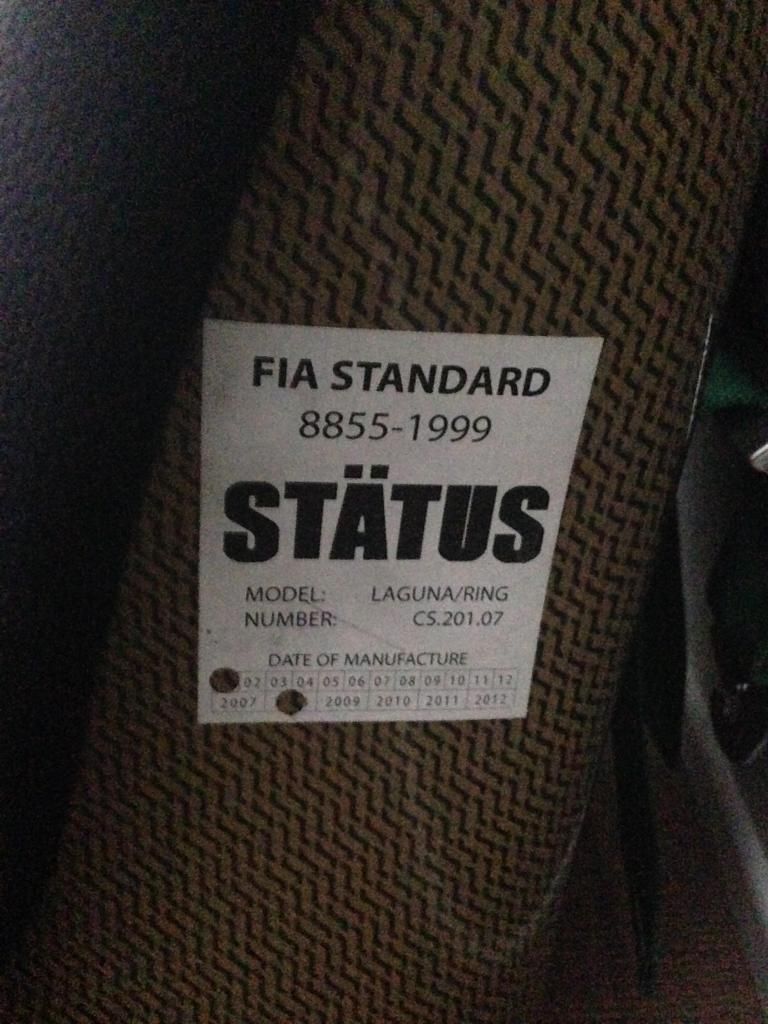 FIA STANDARD
8855-1999
STÄTUS
MODEL: LAGUNA/RING
NUMBER: CS.201.07
DATE OF MANUFACTURE
02 03 04 05 06 07 08 09 10 11 12
2007 2009 2010 2011 2012